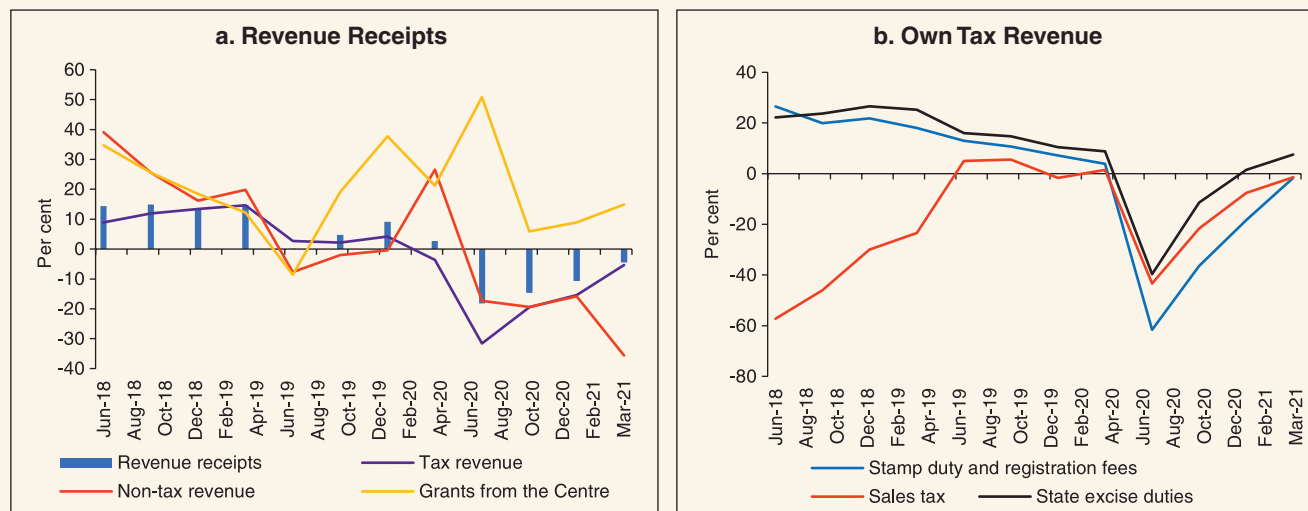 a. Revenue Receipts
60
50
40
30
20
10
0
-10
-20
-30
-40
Per cent
Jun-18
Aug-18
Oct-18
Dec-18
Feb-19
Apr-19
Jun-19
Aug-19
Oct-19
Dec-19
Feb-20
Apr-20
Jun-20
Aug-20
Oct-20
Dec-20
Feb-21
Mar-21
Revenue receipts
Tax revenue
Non-tax revenue
Grants from the Centre
b. Own Tax Revenue
40
20
0
-20
-40
-60
-80
Per cent
Jun-18
Aug-18
Oct-18
Dec-18
Feb-19
Apr-19
Jun-19
Aug-19
Oct-19
Dec-19
Feb-20
Apr-20
Jun-20
Aug-20
Oct-20
Dec-20
Feb-21
Mar-21
Stamp duty and registration fees
Sales tax
State excise duties